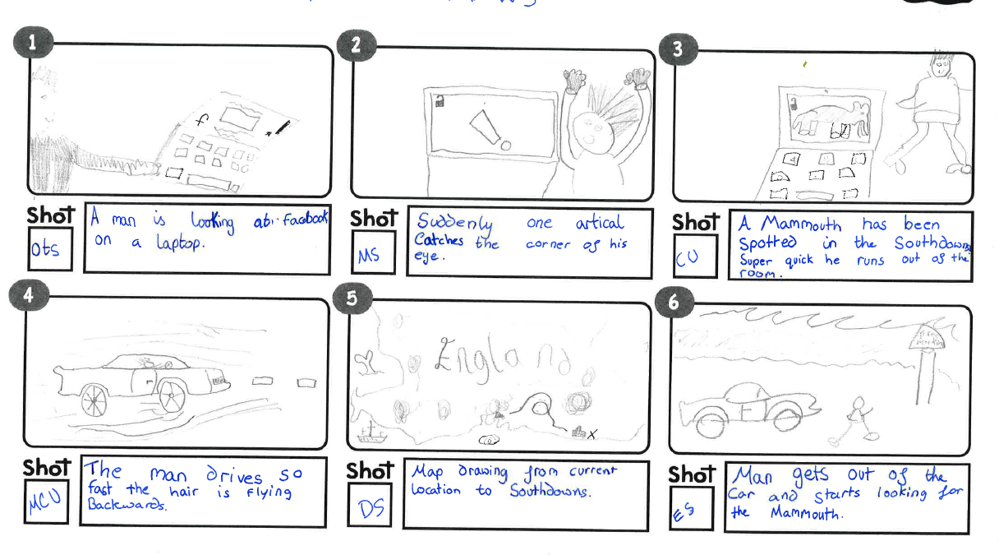 1
2
3
f
Shot
OTS
A man is looking at Facebook
on a laptop.
Shot
MS
Suddenly one artical
Catches the corner of his
eye.
Shot
CU
A Mammouth has been
Spotted in the Southdowns
Super quick he runs out of the
room.
4
5
6
England
X
Shot
MCU
The man drives so
fast the hair is flying
Backwards.
Shot
DS
Map drawing from current
location to Southdowns.
Shot
ES
Man gets out of the
Car and starts looking for
the Mammouth.